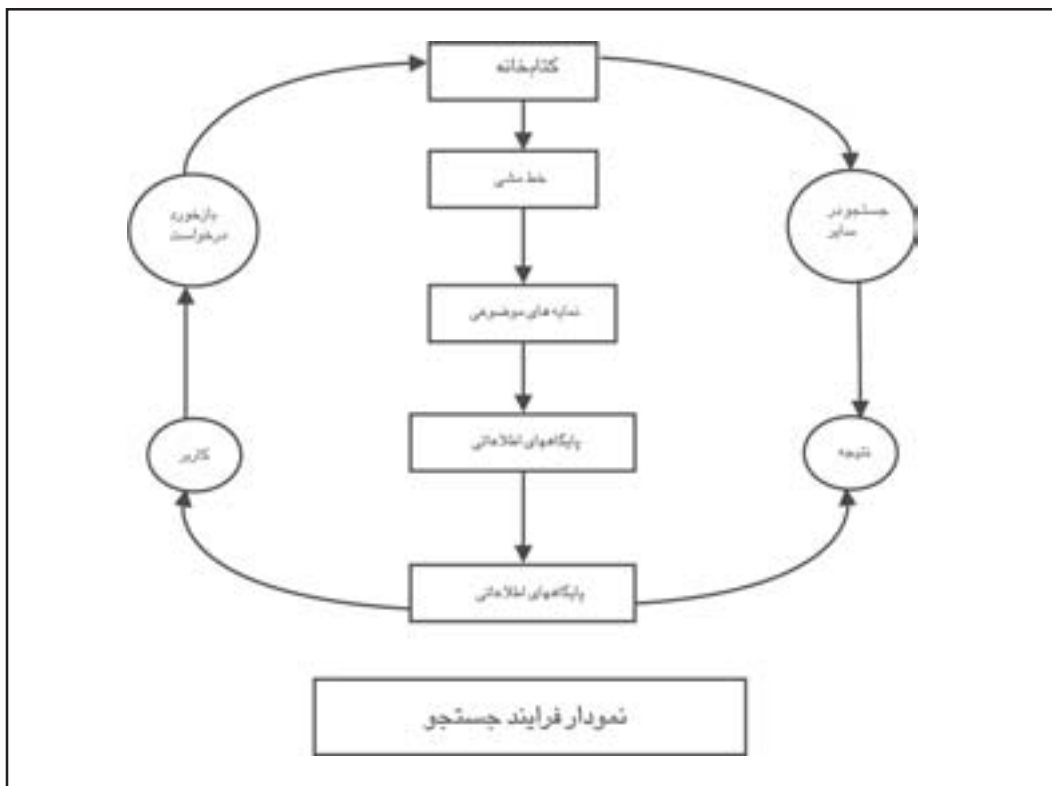 کتابخانه
خط مشی
جستجو در
سایر
بازخورد
درخواست
نمایه های موضوعی
پایگاههای اطلاعاتی
کاربر
نتیجه
پایگاههای اطلاعاتی
نمودار فرایند جستجو